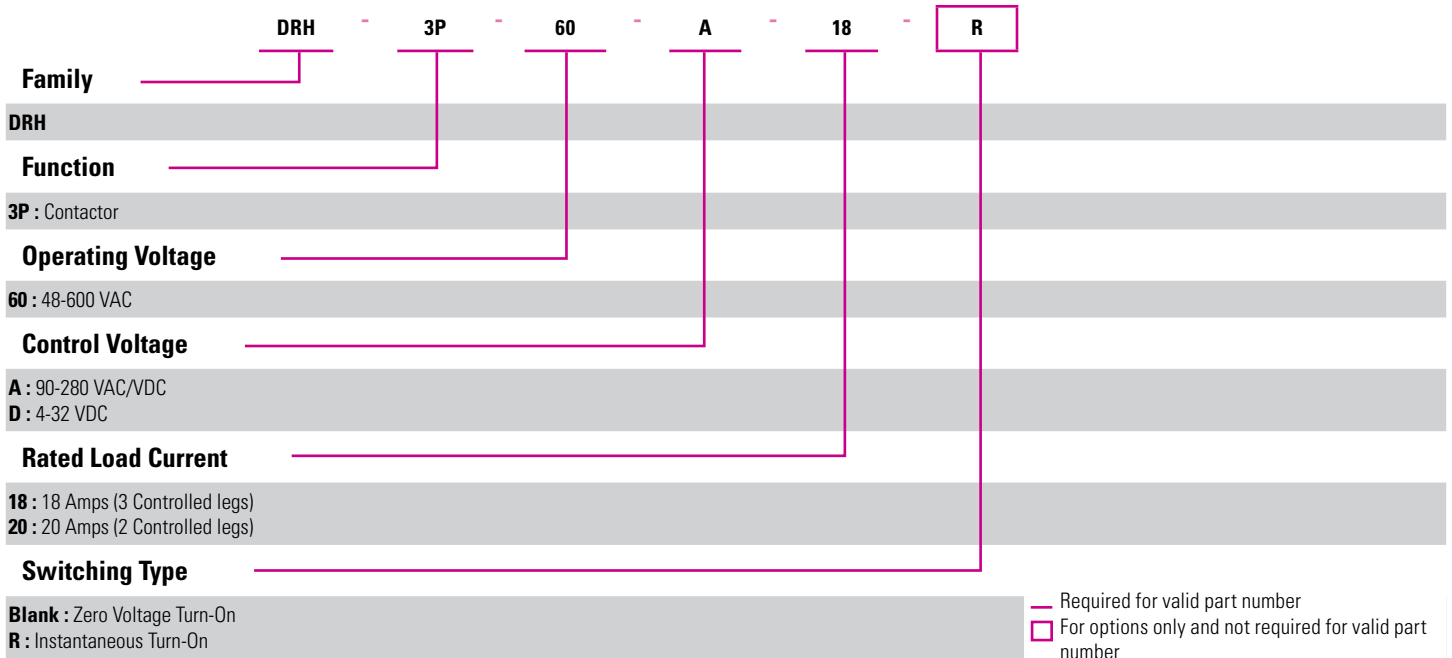 DRH - 3P - 60 - A - 18 - R
Family
DRH
Function
3P : Contactor
Operating Voltage
60 : 48-600 VAC
Control Voltage
A : 90-280 VAC/VDC
D : 4-32 VDC
Rated Load Current
18 : 18 Amps (3 Controlled legs)
20 : 20 Amps (2 Controlled legs)
Switching Type
Blank : Zero Voltage Turn-On
R : Instantaneous Turn-On
Required for valid part number
For options only and not required for valid part
number